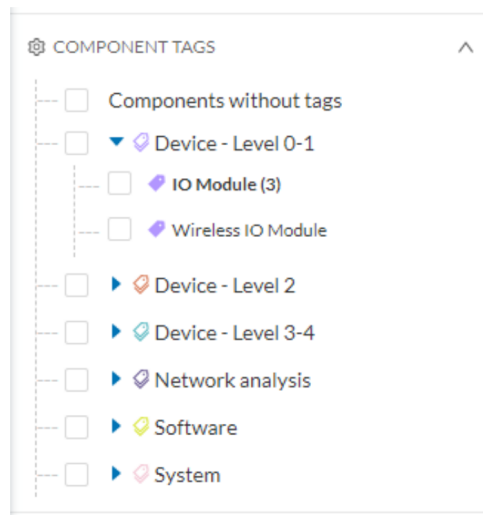 COMPONENT TAGS
Components without tags
Device - Level 0-1
IO Module (3)
Wireless IO Module
Device - Level 2
Device - Level 3-4
Network analysis
Software
System